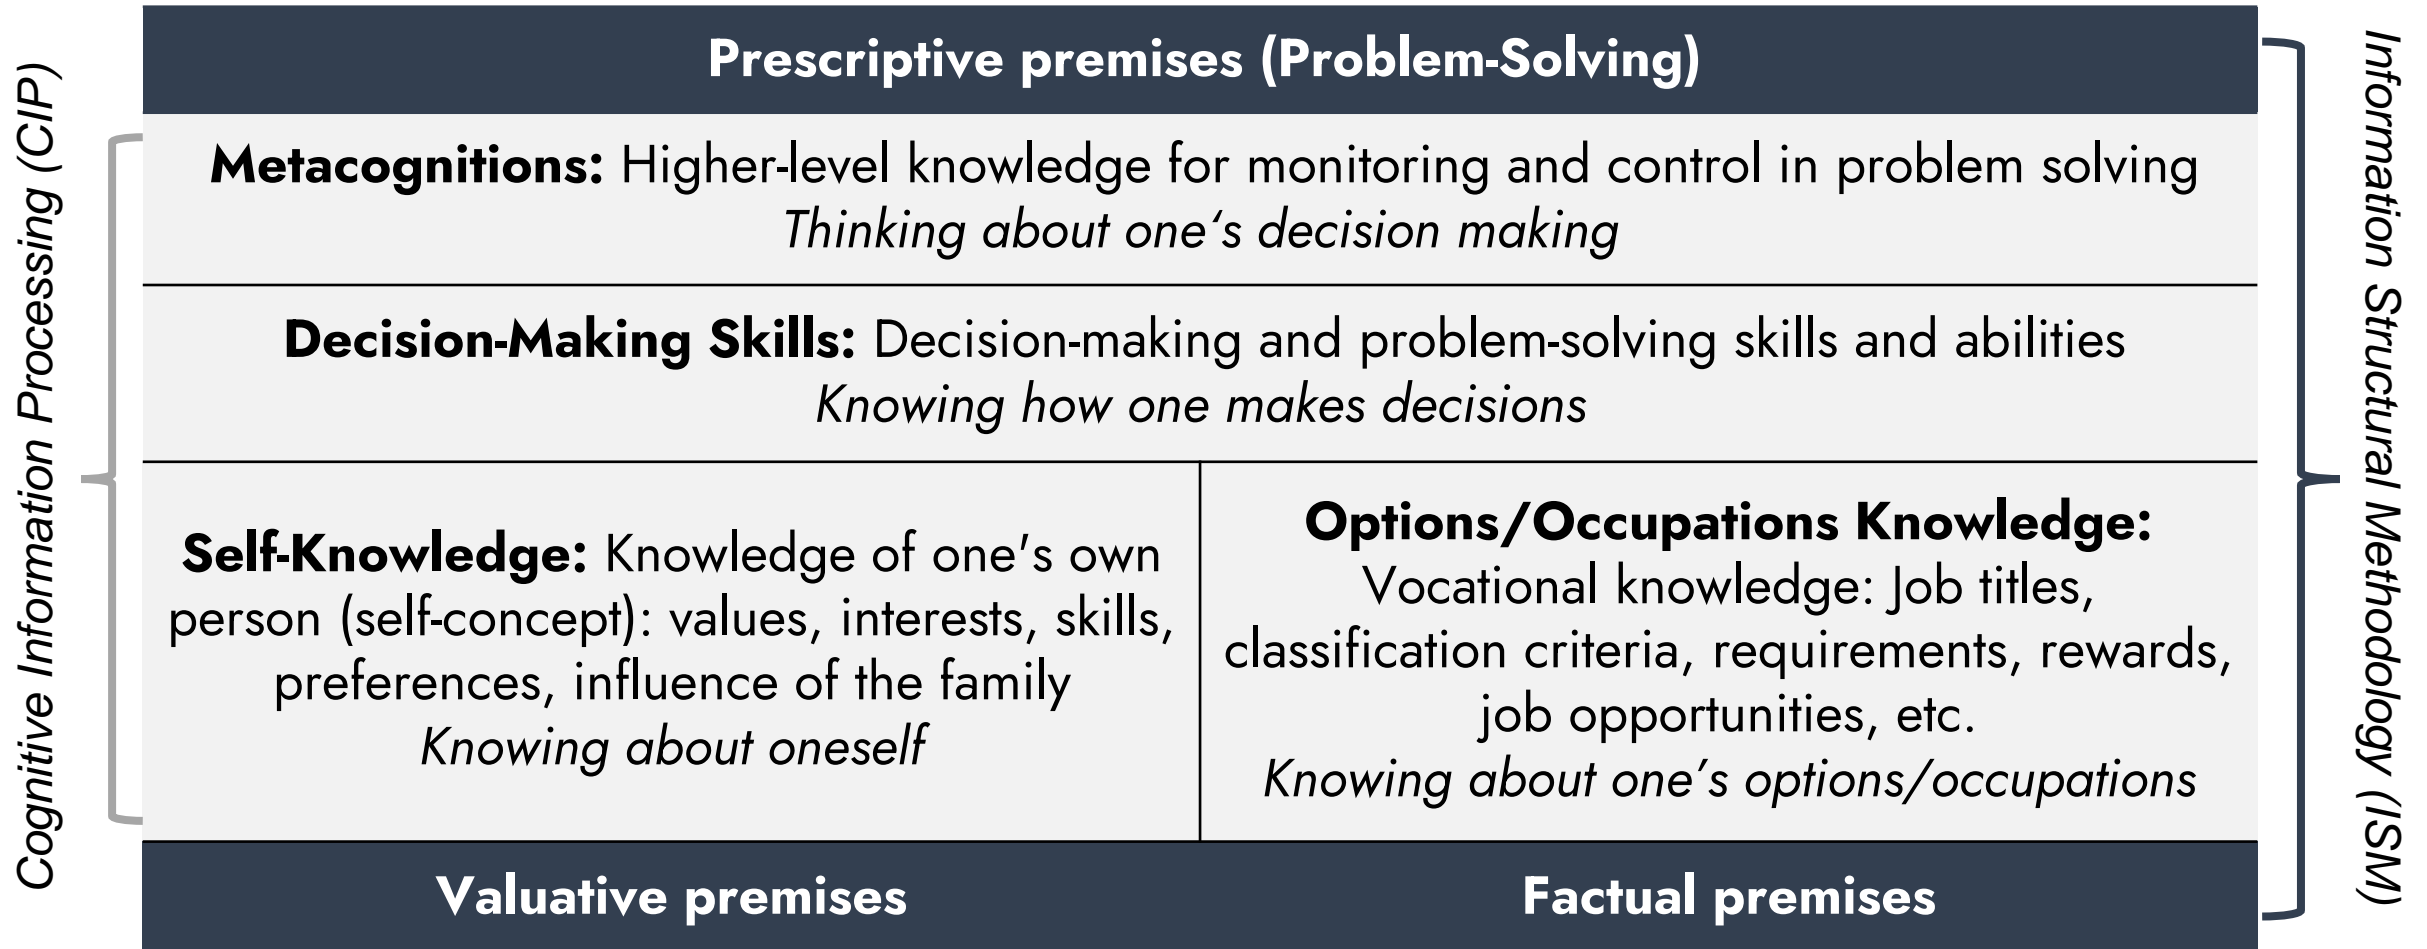 Cognitive Information Processing (CIP)
Prescriptive premises (Problem-Solving)
Metacognitions: Higher-level knowledge for monitoring and control in problem solving
Thinking about one‘s decision making
Decision-Making Skills: Decision-making and problem-solving skills and abilities
Knowing how one makes decisions
Self-Knowledge: Knowledge of one's own
person (self-concept): values, interests, skills,
preferences, influence of the family
Knowing about oneself
Options/Occupations Knowledge:
Vocational knowledge: Job titles,
classification criteria, requirements, rewards,
job opportunities, etc.
Knowing about one’s options/occupations
Valuative premises
Factual premises
Information Structural Methodology (ISM)